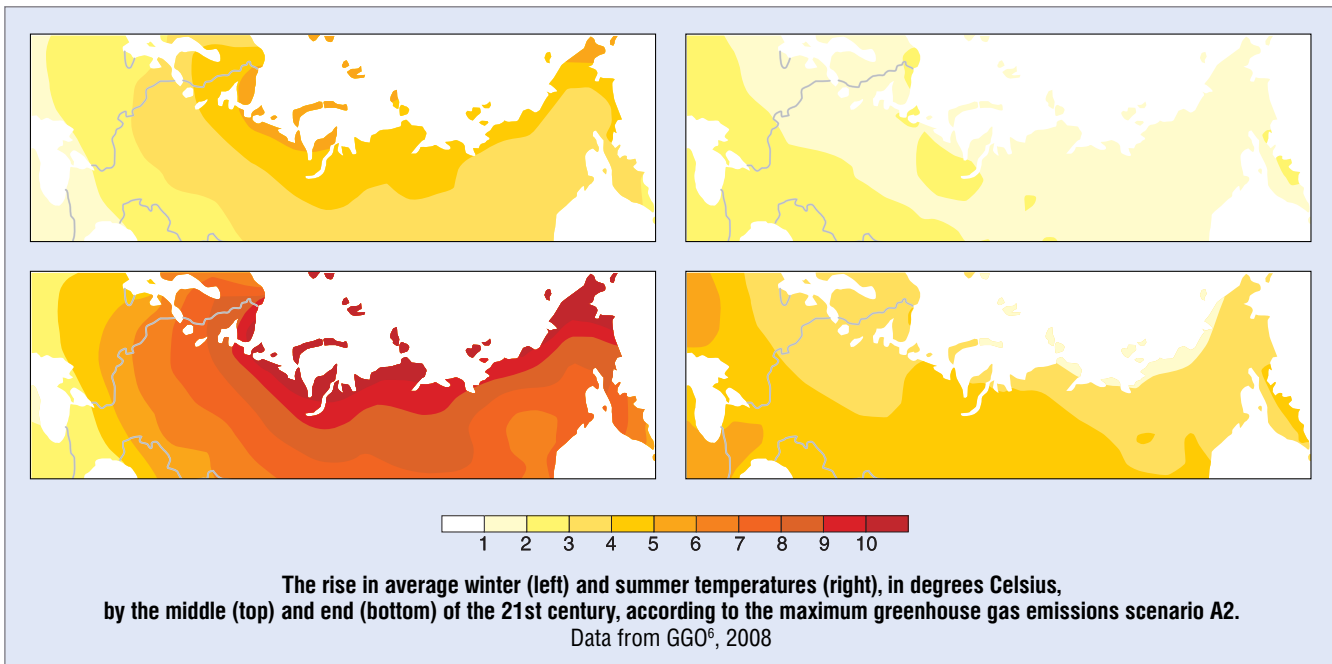 1 2 3 4 5 6 7 8 9 10
The rise in average winter (left) and summer temperatures (right), in degrees Celsius,
by the middle (top) and end (bottom) of the 21st century, according to the maximum greenhouse gas emissions scenario A2.
Data from GGO⁶, 2008